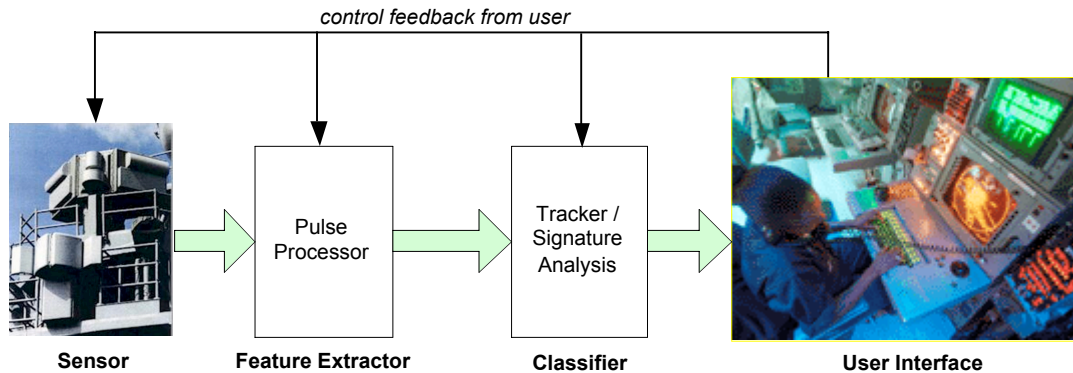 control feedback from user
Pulse
Processor
Tracker /
Signature
Analysis
Sensor
Feature Extractor
Classifier
User Interface